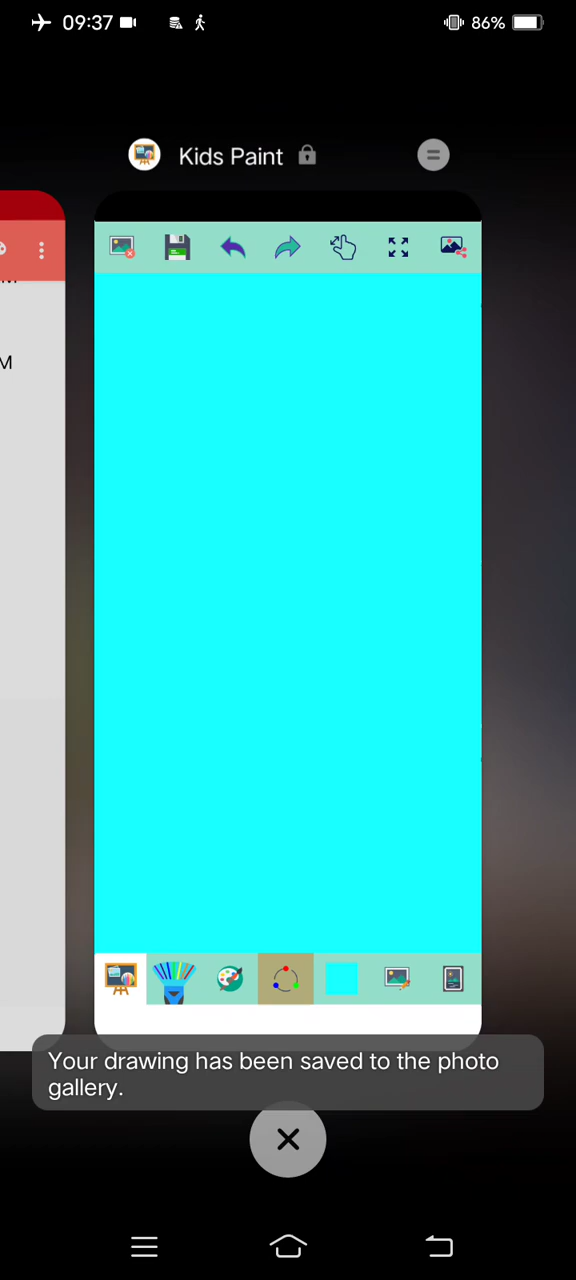 09:37
86%
Kids Paint
M
Your drawing has been saved to the photo
gallery.